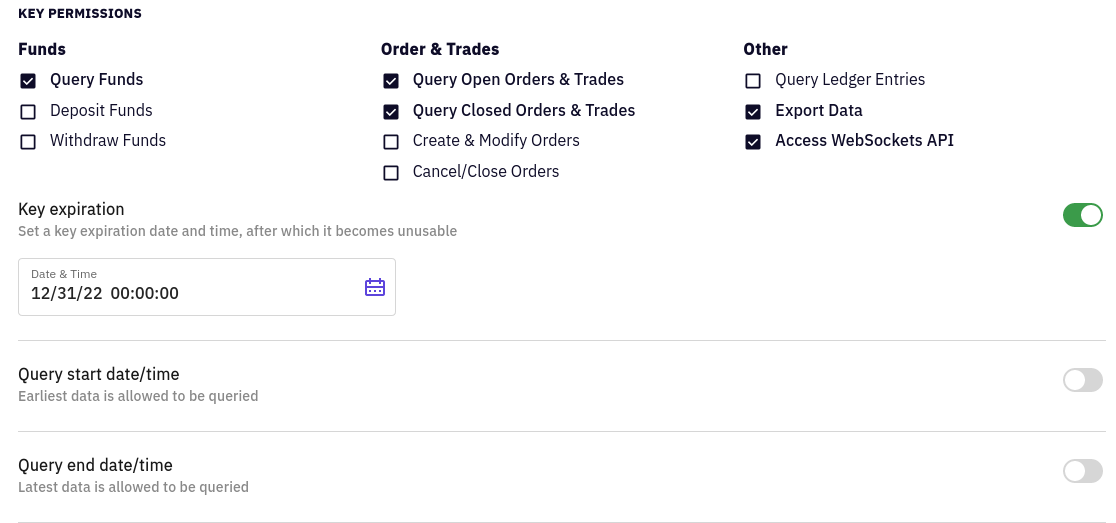 KEY PERMISSIONS
Funds
Query Funds
Deposit Funds
Withdraw Funds
Order & Trades
Query Open Orders & Trades
Query Closed Orders & Trades
Create & Modify Orders
Cancel/Close Orders
Other
Query Ledger Entries
Export Data
Access WebSockets API
Key expiration
Set a key expiration date and time, after which it becomes unusable
Date & Time
12/31/22 00:00:00
Query start date/time
Earliest data is allowed to be queried
Query end date/time
Latest data is allowed to be queried